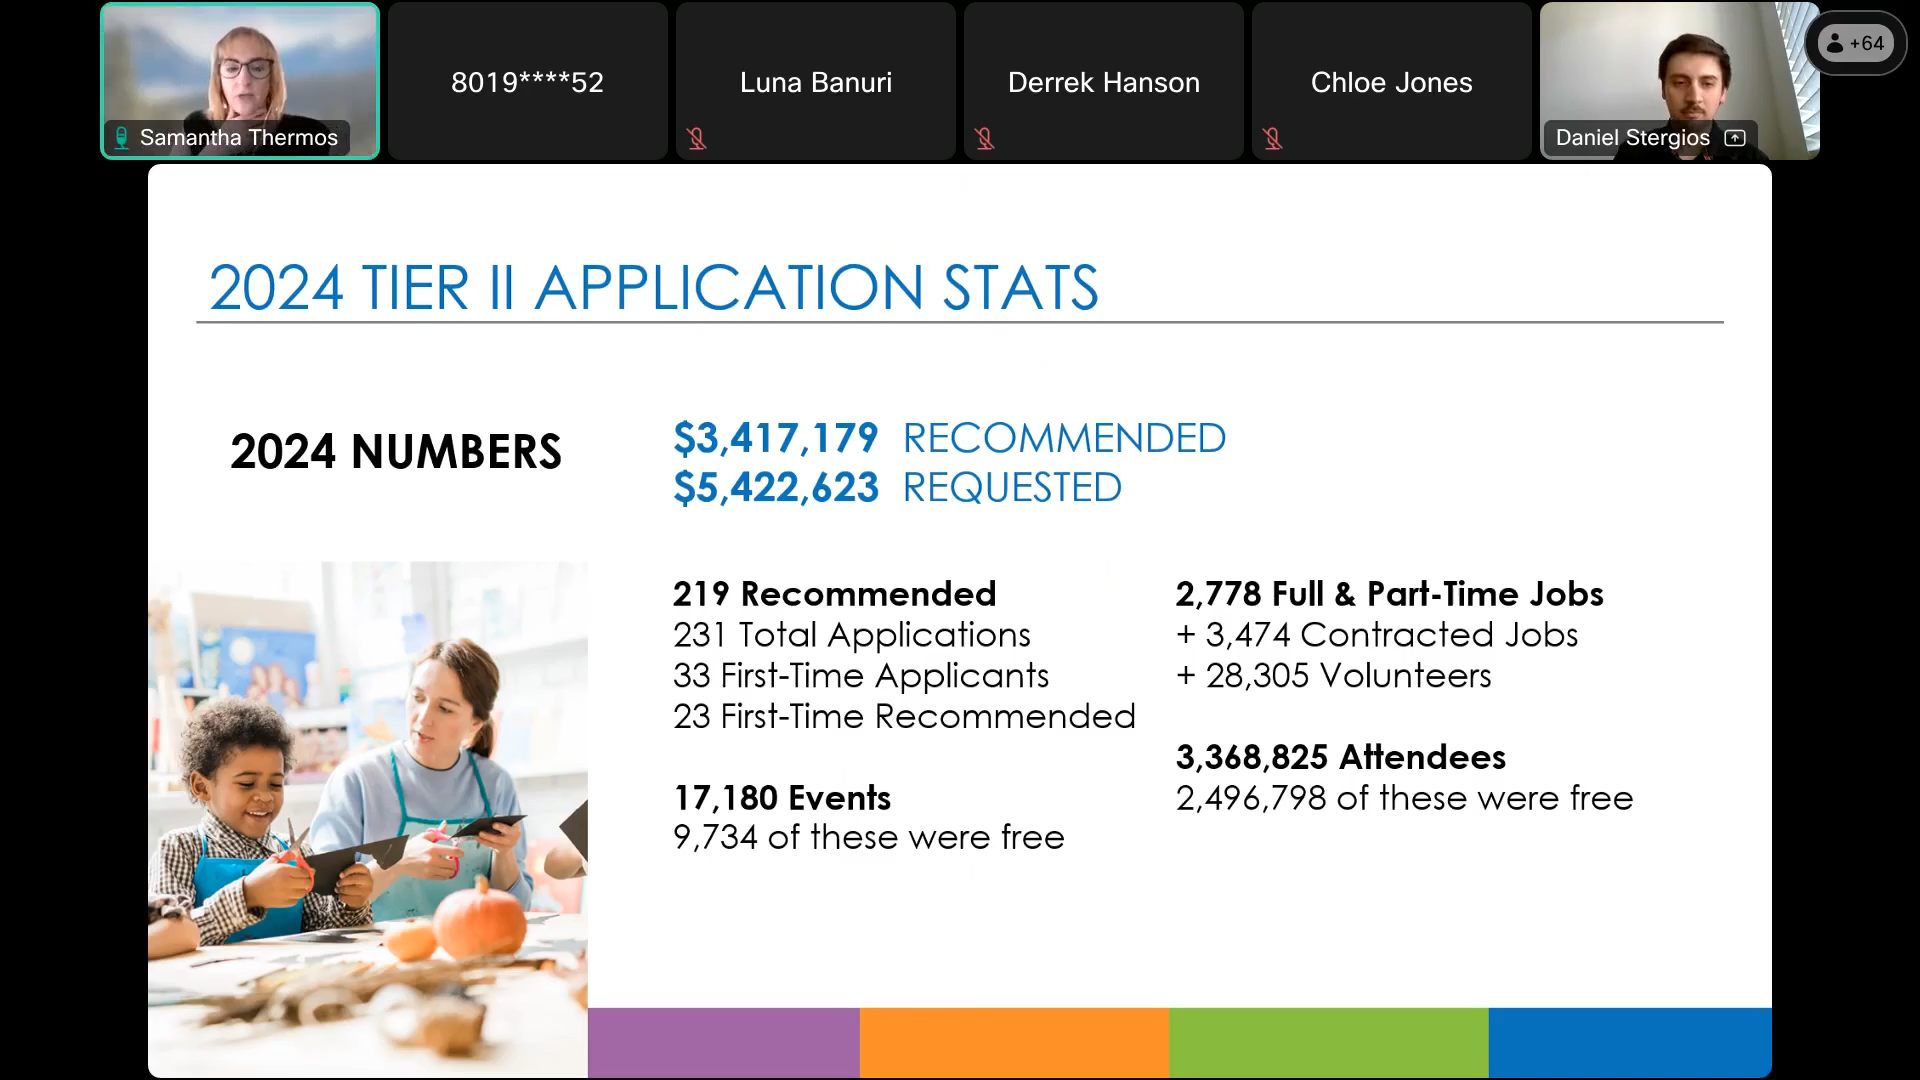 8019****52
Luna Banuri
Derrek Hanson
Chloe Jones
+64
Samantha Thermos
Daniel Stergios
2024 TIER II APPLICATION STATS
2024 NUMBERS
$3,417,179 RECOMMENDED
$5,422,623 REQUESTED
219 Recommended
231 Total Applications
33 First-Time Applicants
23 First-Time Recommended
17,180 Events
9,734 of these were free
2,778 Full & Part-Time Jobs
+ 3,474 Contracted Jobs
+ 28,305 Volunteers
3,368,825 Attendees
2,496,798 of these were free